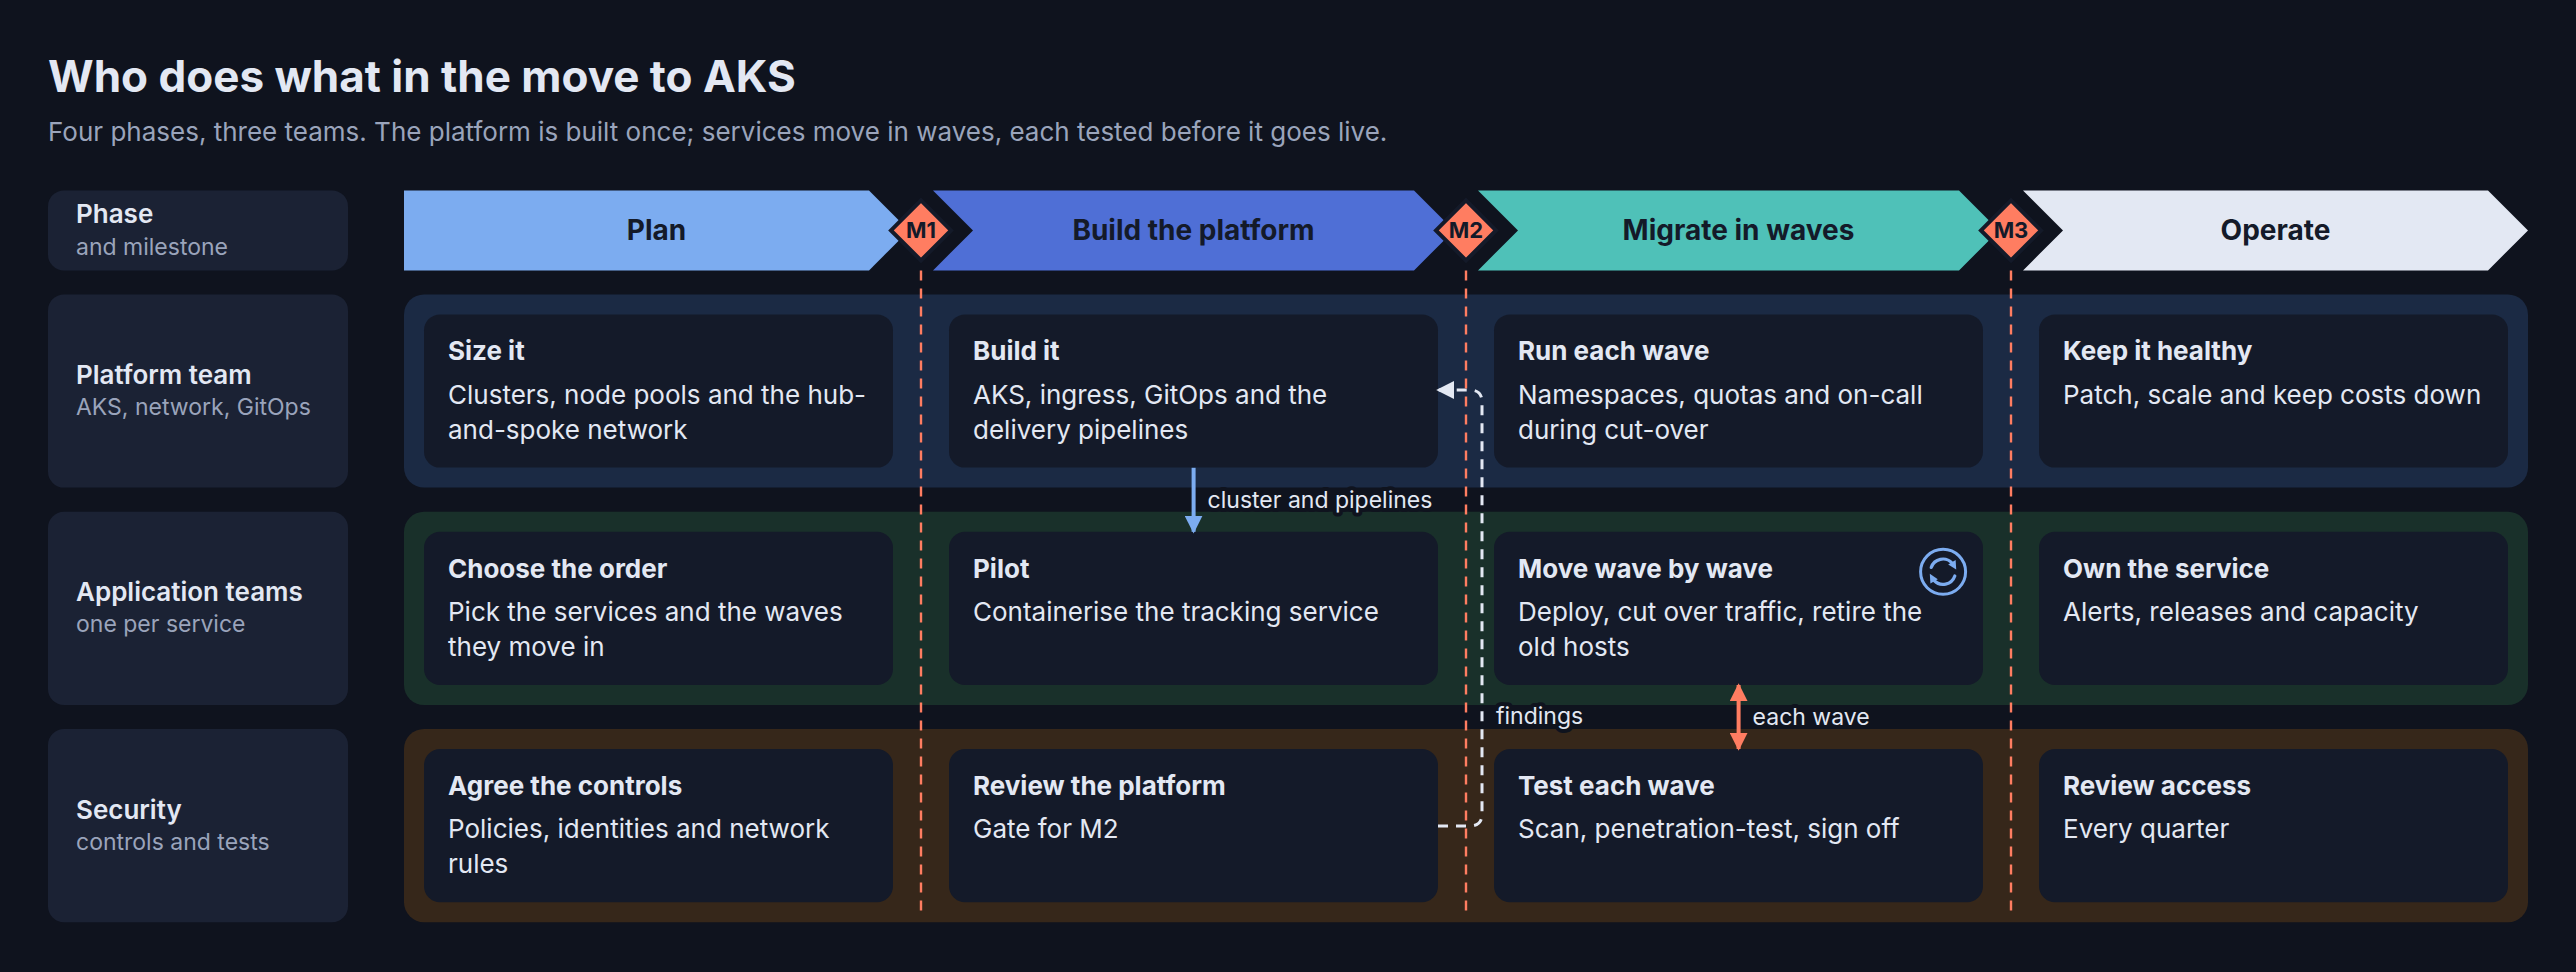 Who does what in the move to AKS
Four phases, three teams. The platform is built once; services move in waves, each tested before it goes live.
Phase
and milestone
Plan
M1
Build the platform
M2
Migrate in waves
M3
Operate
Platform team
AKS, network, GitOps
Size it
Clusters, node pools and the hub-
and-spoke network
Build it
AKS, ingress, GitOps and the
delivery pipelines
Run each wave
Namespaces, quotas and on-call
during cut-over
Keep it healthy
Patch, scale and keep costs down
cluster and pipelines
Application teams
one per service
Choose the order
Pick the services and the waves
they move in
Pilot
Containerise the tracking service
Move wave by wave
Deploy, cut over traffic, retire the
old hosts
Own the service
Alerts, releases and capacity
findings
each wave
Security
controls and tests
Agree the controls
Policies, identities and network
rules
Review the platform
Gate for M2
Test each wave
Scan, penetration-test, sign off
Review access
Every quarter